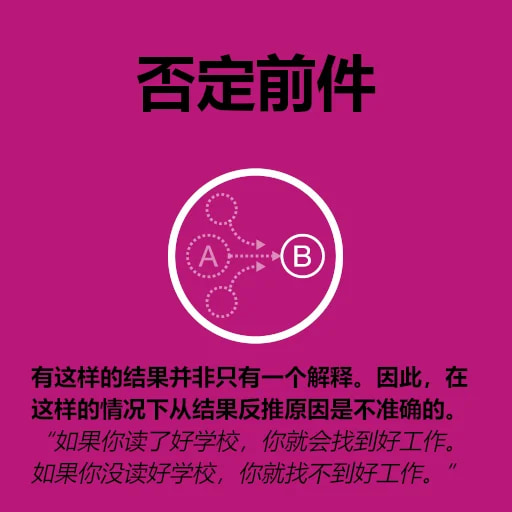 否定前件
A
B
有这样的结果并非只有一个解释。因此，在
这样的情况下从结果反推原因是不准确的。
“如果你读了好学校，你就会找到好工作。
如果你没读好学校，你就找不到好工作。”